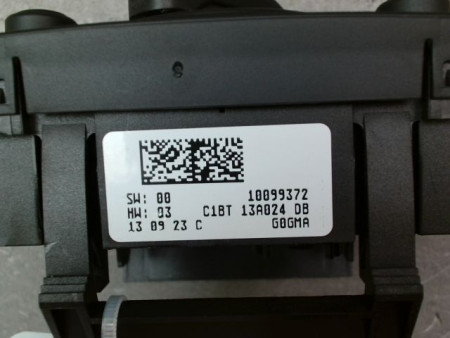 SW: 00 10099372
HW: 03 C1BT 13A024 DB
13 09 23 C G0GMA